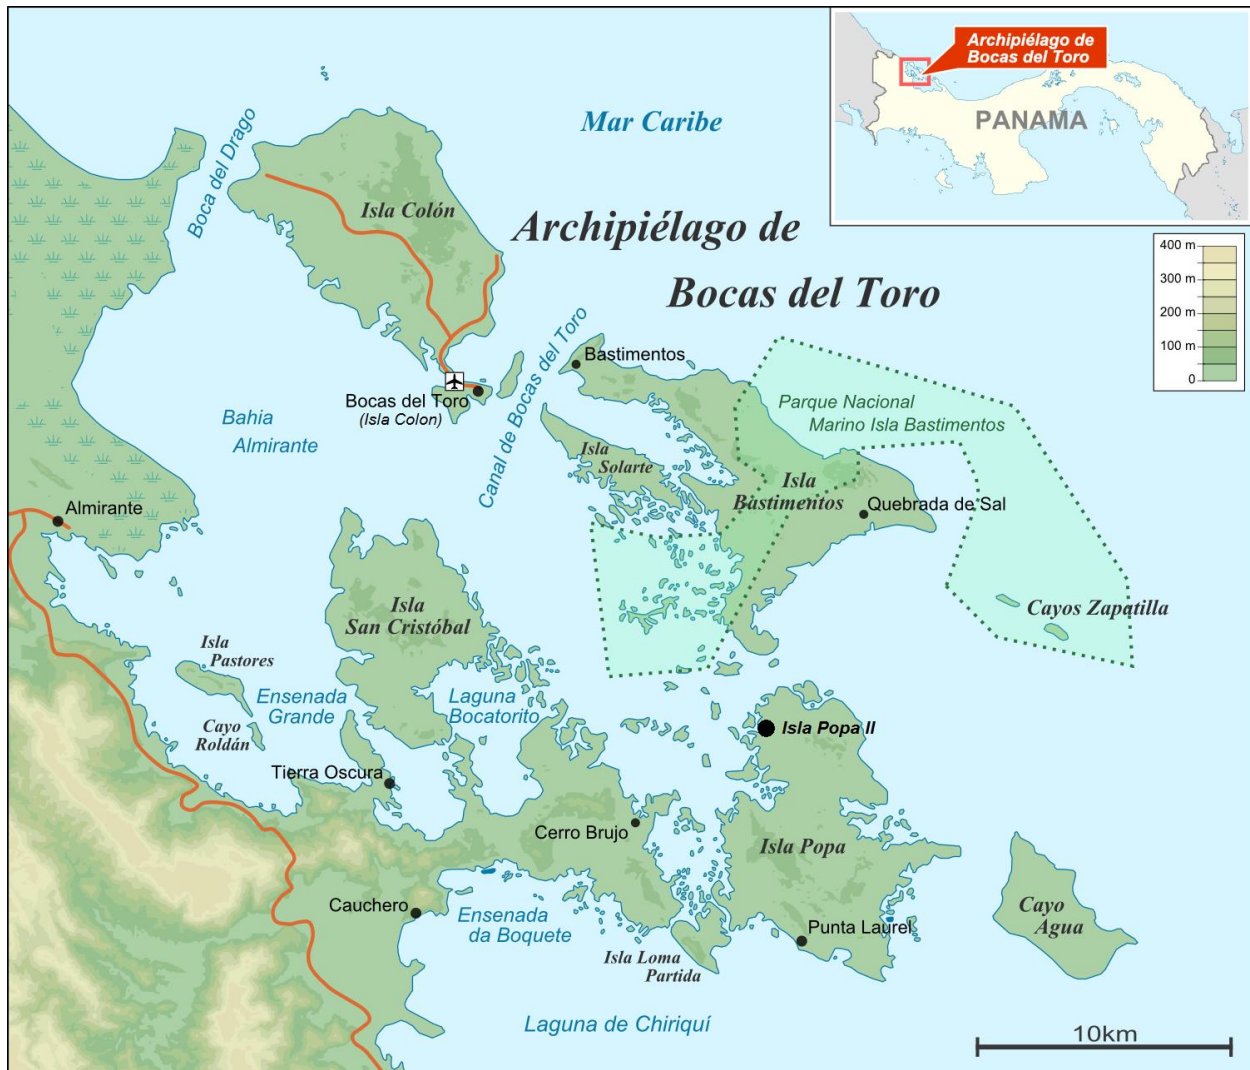 Archipiélago de
Bocas del Toro
PANAMA
Mar Caribe
Boca del Drago
Isla Colón
Archipiélago de
Bocas del Toro
400 m
300 m
200 m
100 m
0
Canal de Bocas del Toro
Bastimentos
Bocas del Toro
(Isla Colon)
Parque Nacional
Marino Isla Bastimentos
Bahia
Almirante
Isla
Solarte
Isla
Bastimentos
Quebrada de Sal
Almirante
Isla
San Cristóbal
Cayos Zapatilla
Isla
Pastores
Ensenada
Grande
Laguna
Bocatorito
Cayo
Roldán
Isla Popa II
Tierra Oscura
Cerro Brujo
Isla Popa
Cauchero
Ensenada
da Boquete
Punta Laurel
Cayo
Agua
Isla Loma
Partida
Laguna de Chiriquí
10km